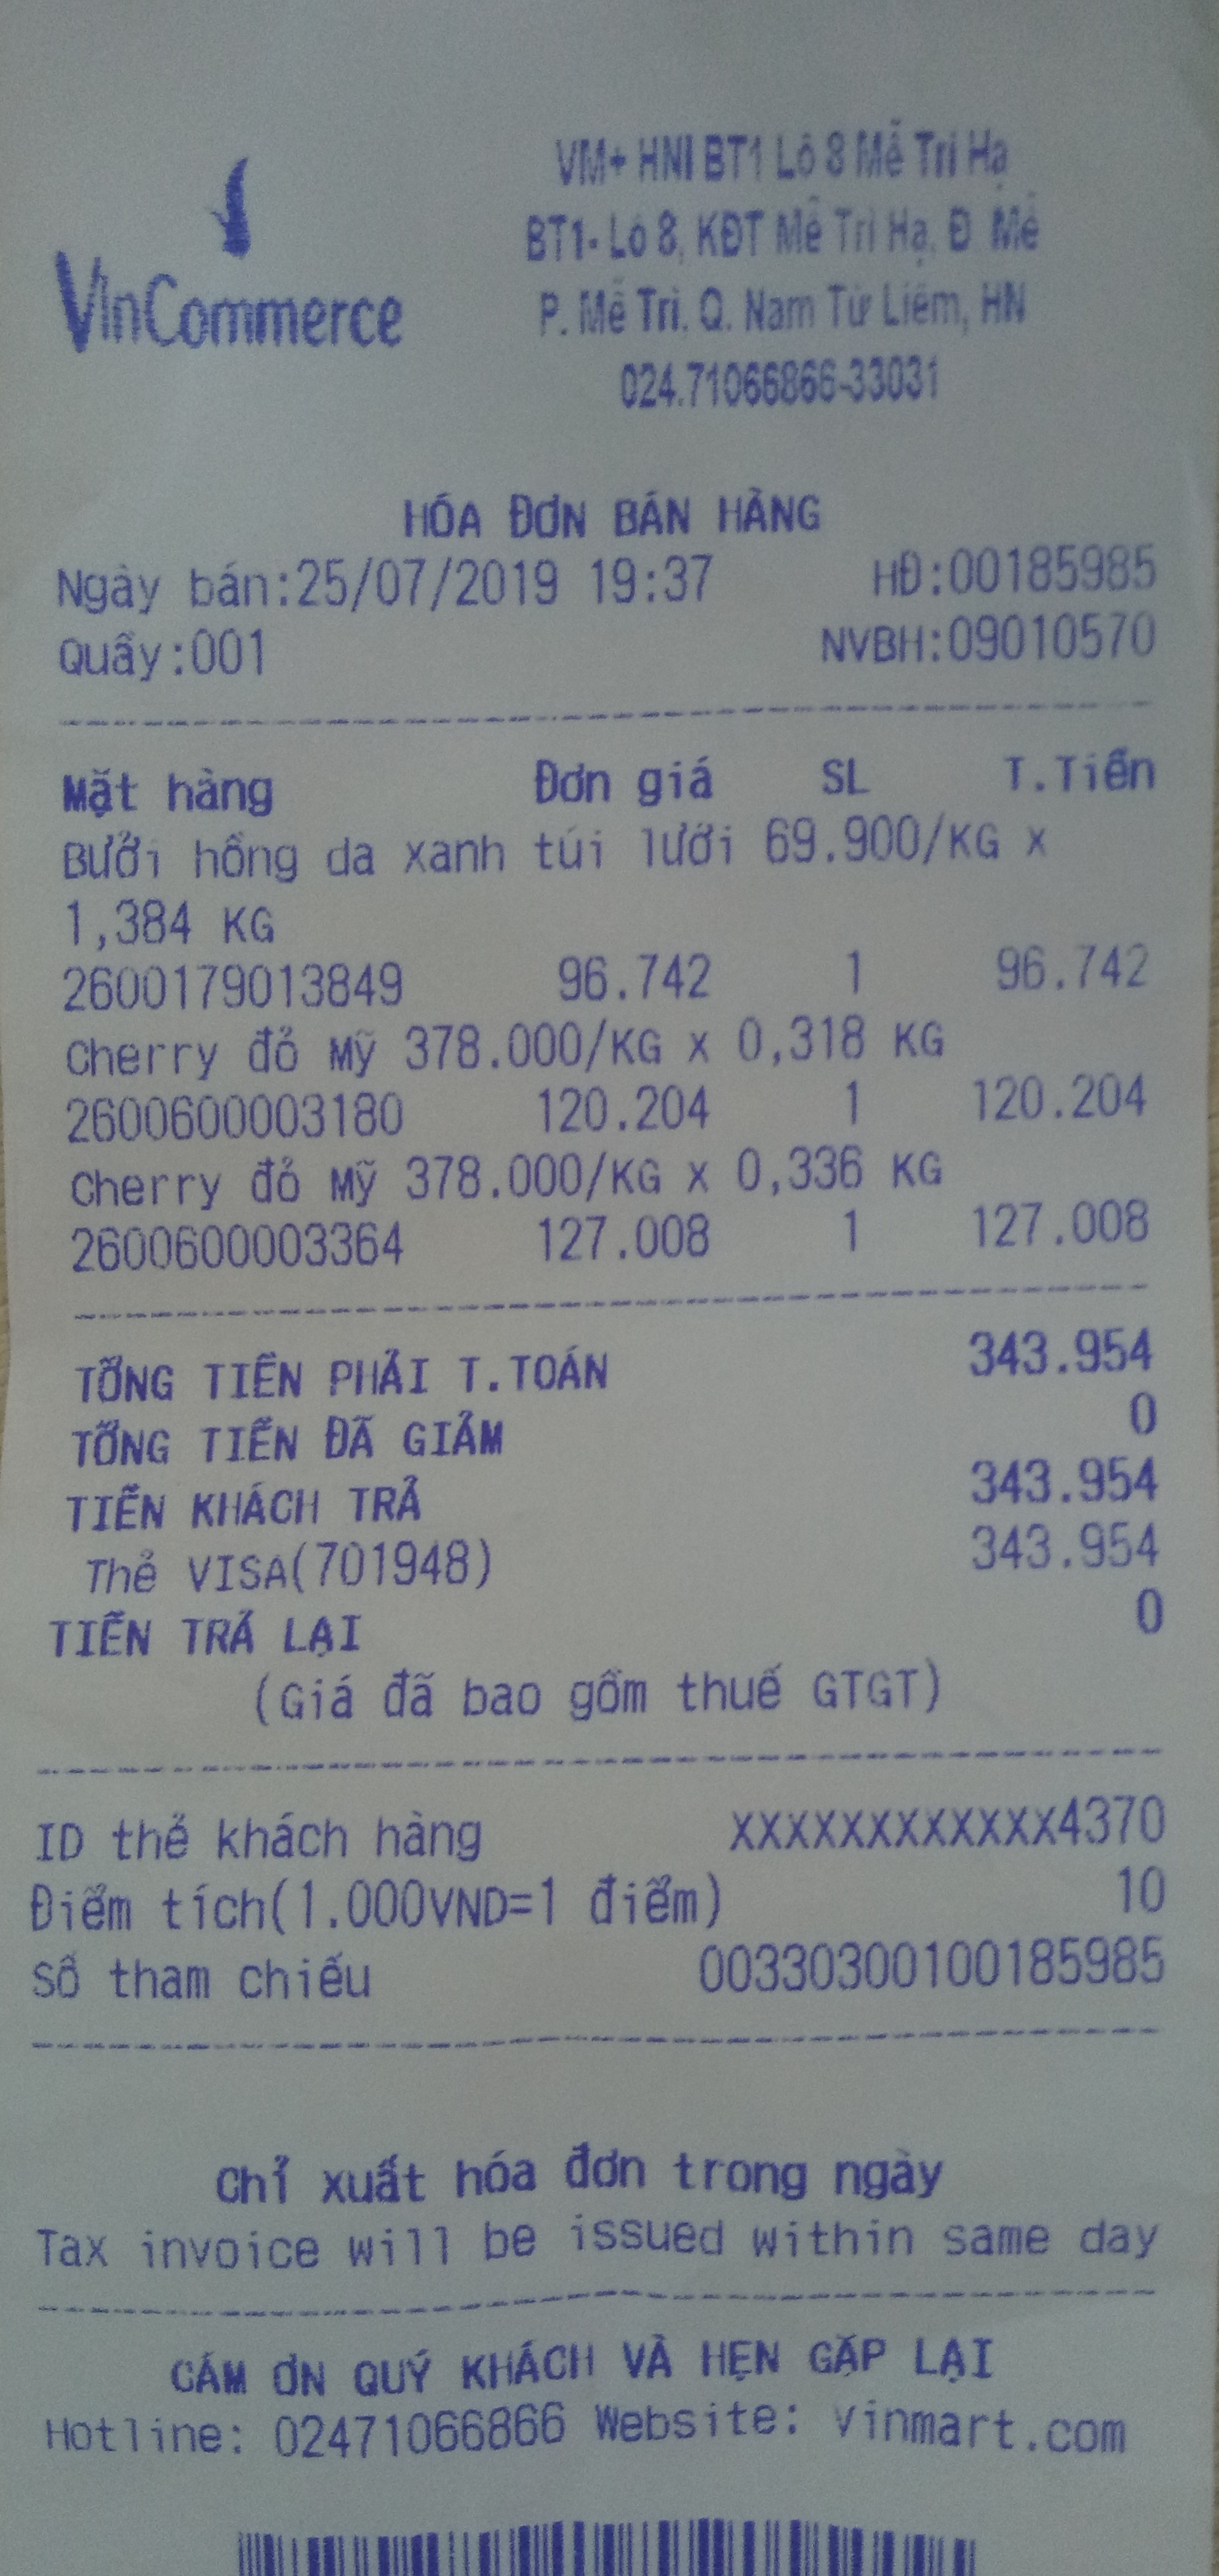 VinCommerce
VM+ HNI BT1 Lô 8 Mễ Trì Hạ
BT1- Lô 8, KĐT Mễ Trì Hạ, Đ. Mễ
P. Mễ Trì, Q. Nam Từ Liêm, HN
024.71066866-33031
HÓA ĐƠN BÁN HÀNG
Ngày bán:25/07/2019 19:37 HĐ:00185985
Quầy:001 NVBH:09010570
Mặt hàng Đơn giá SL T.Tiền
Bưởi hồng da xanh túi lưới 69.900/KG x
1,384 KG
2600179013849 96.742 1 96.742
Cherry đỏ Mỹ 378.000/KG x 0,318 KG
2600600003180 120.204 1 120.204
Cherry đỏ Mỹ 378.000/KG x 0,336 KG
2600600003364 127.008 1 127.008
TỔNG TIỀN PHẢI T.TOÁN 343.954
TỔNG TIỀN ĐÃ GIẢM 0
TIỀN KHÁCH TRẢ 343.954
Thẻ VISA(701948) 343.954
TIỀN TRẢ LẠI 0
(Giá đã bao gồm thuế GTGT)
ID thẻ khách hàng XXXXXXXXXXXX4370
Điểm tích(1.000VND=1 điểm) 10
Số tham chiếu 00330300100185985
Chỉ xuất hóa đơn trong ngày
Tax invoice will be issued within same day
CẢM ƠN QUÝ KHÁCH VÀ HẸN GẶP LẠI
Hotline: 02471066866 Website: vinmart.com